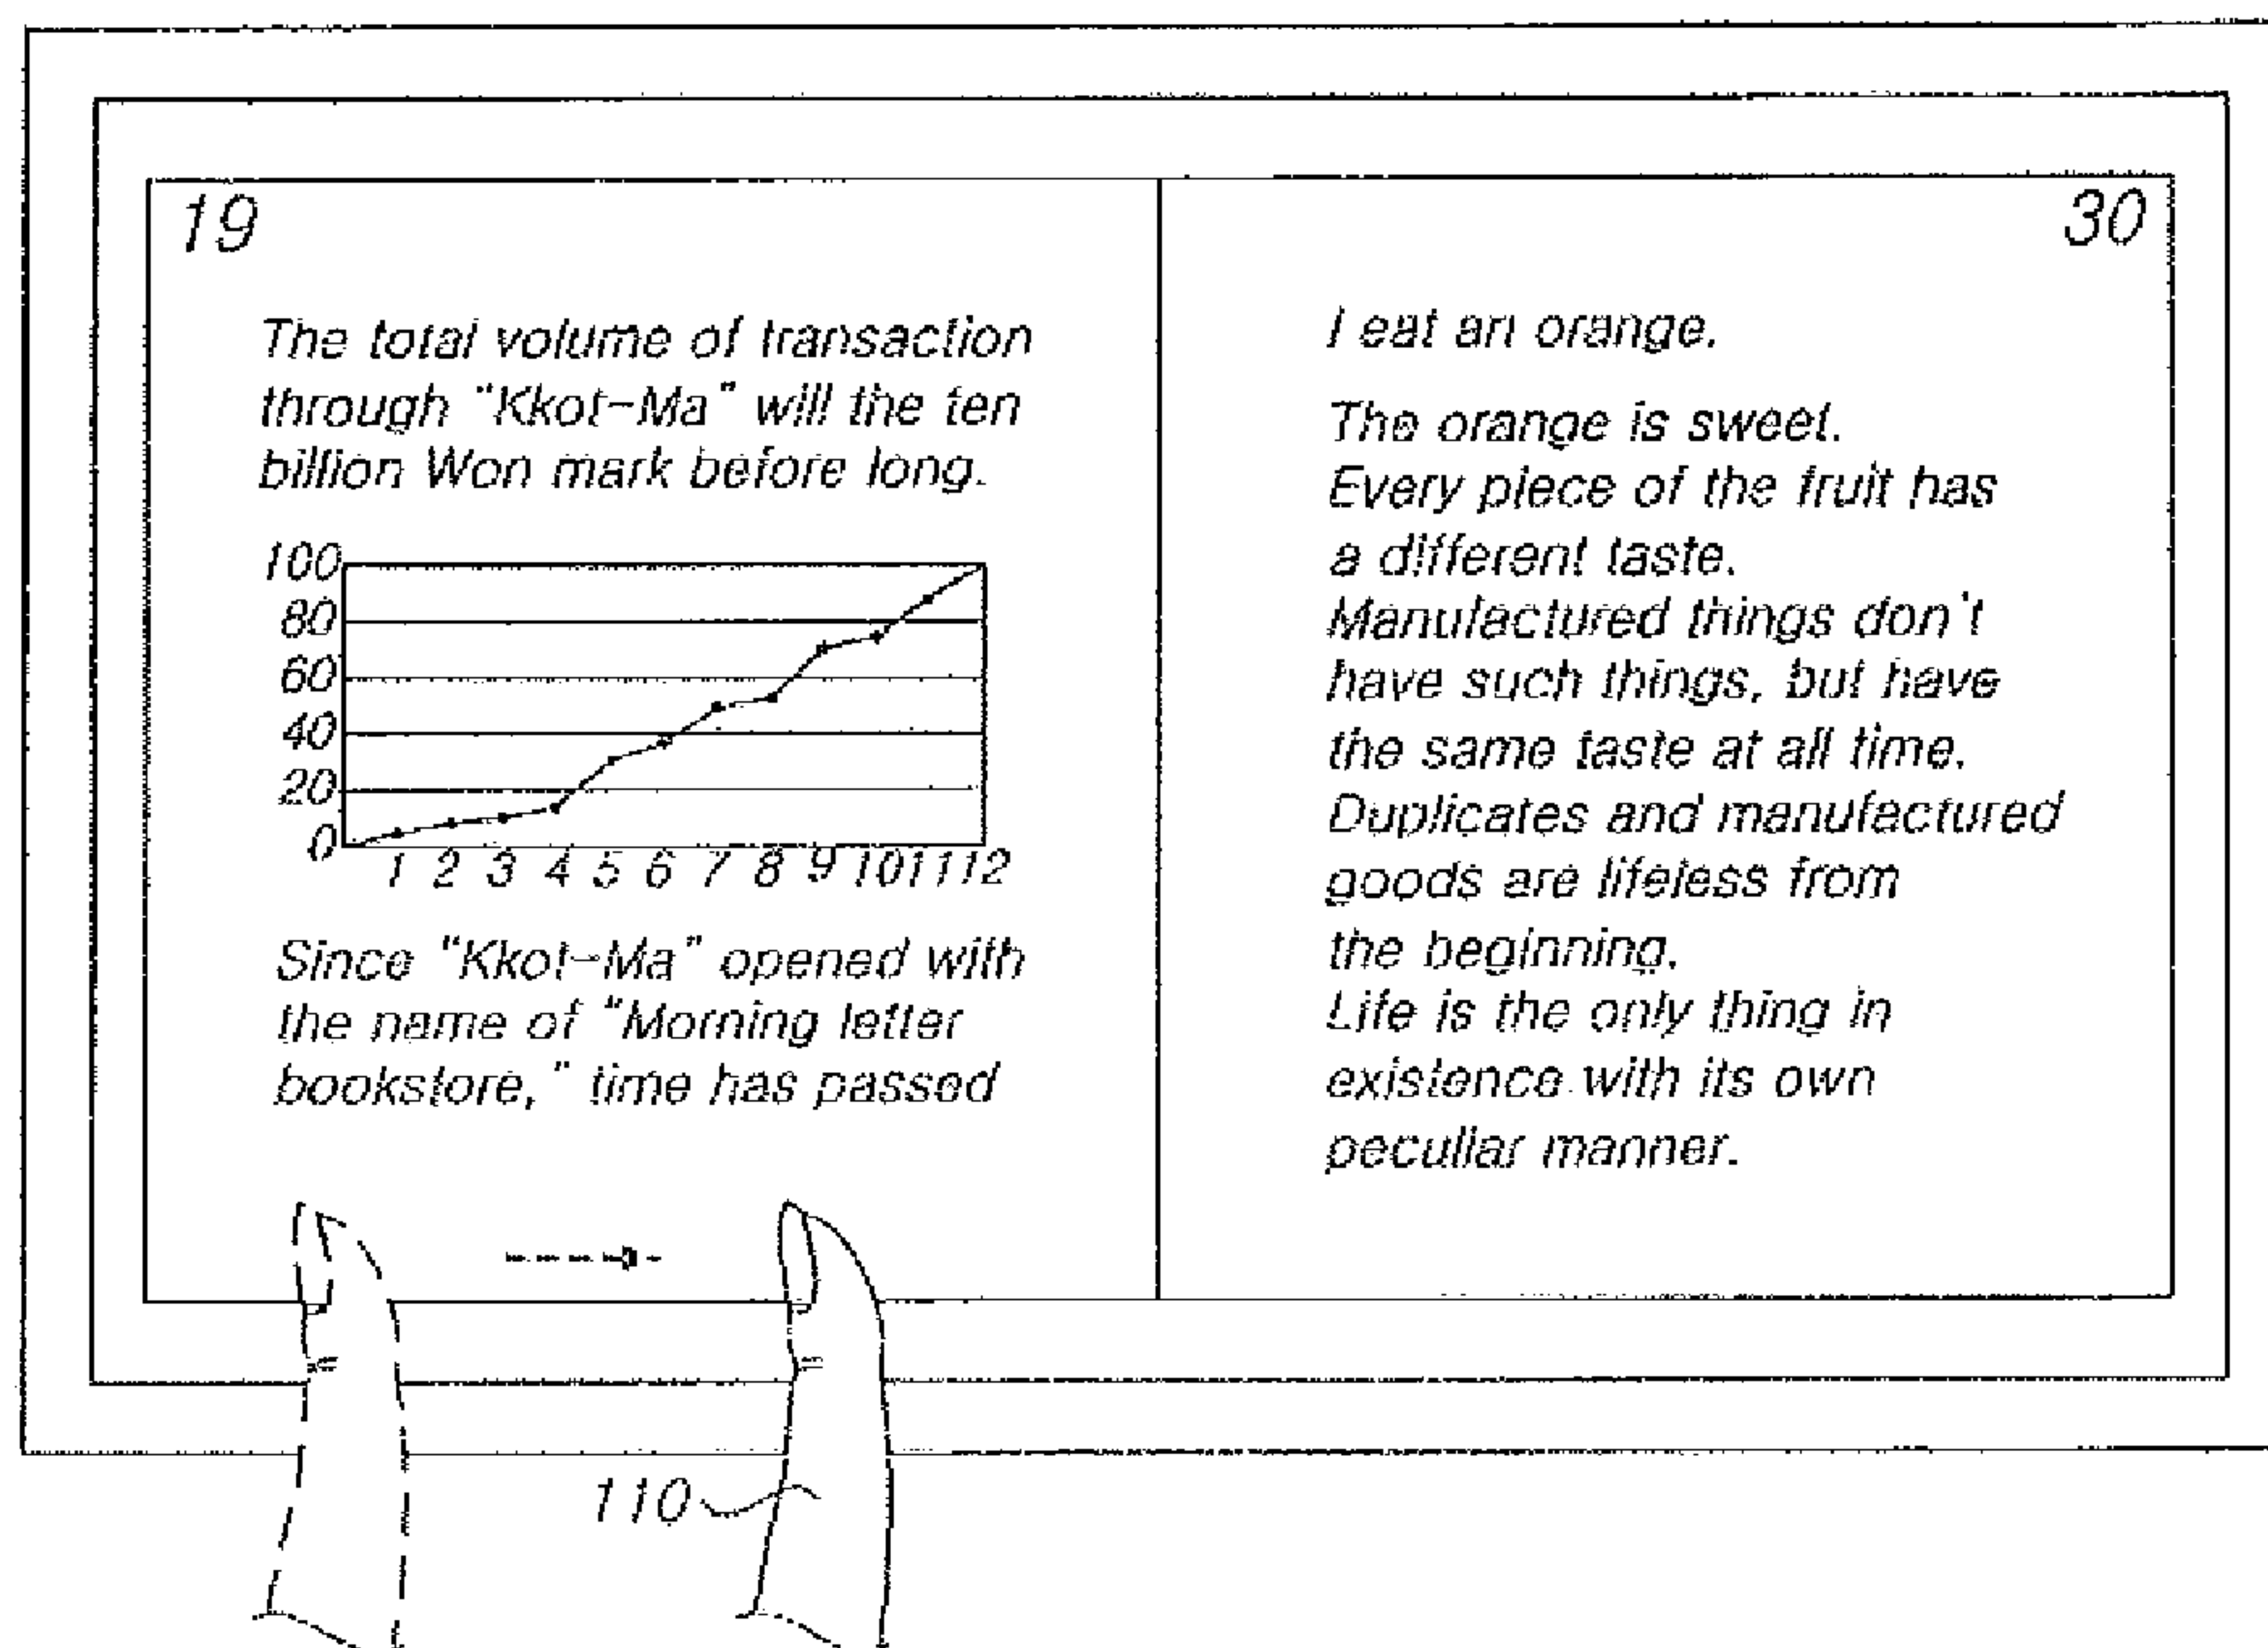 19
The total volume of transaction
through "Kkot-Ma" will the ten
billion Won mark before long.
100
80
60
40
20
0
1 2 3 4 5 6 7 8 9 10 11 12
Since "Kkot-Ma" opened with
the name of "Morning letter
bookstore," time has passed
30
I eat an orange.
The orange is sweet.
Every piece of the fruit has
a different taste.
Manufactured things don't
have such things, but have
the same taste at all time.
Duplicates and manufactured
goods are lifeless from
the beginning.
Life is the only thing in
existence with its own
peculiar manner.
110